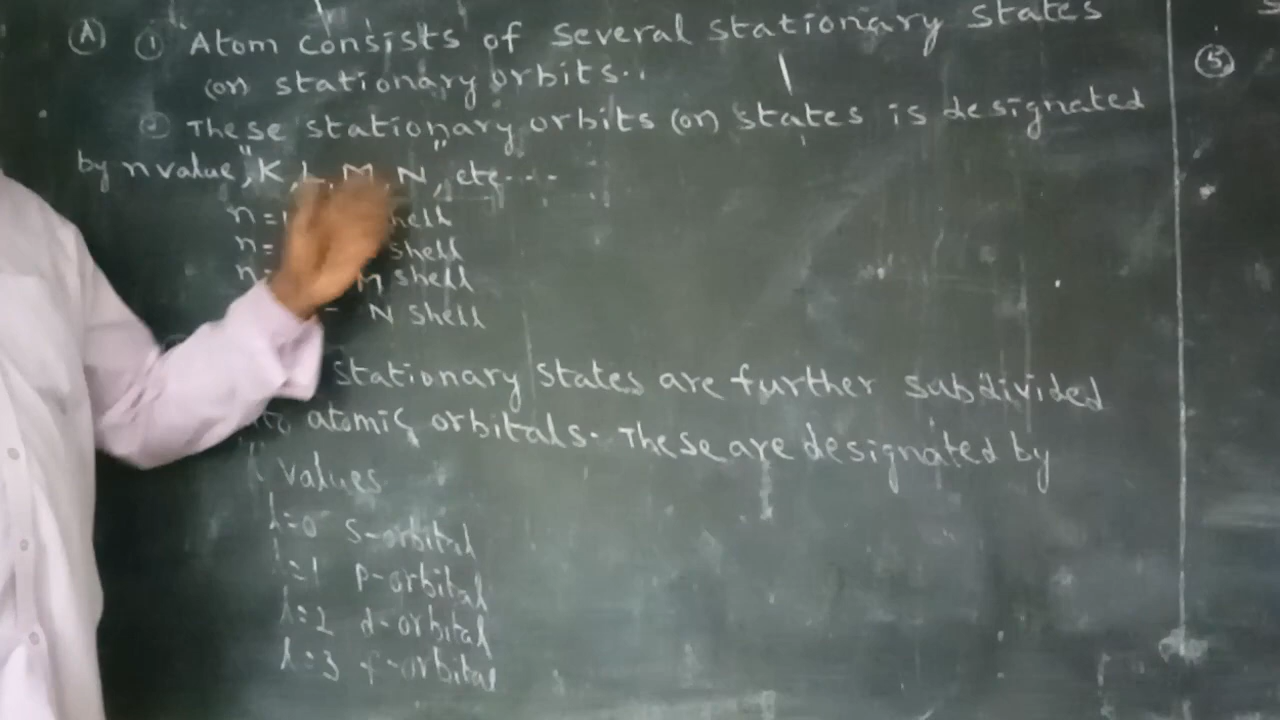 (A) (1) Atom consists of several stationary states
(or) stationary orbits..
(2) These stationary orbits (or) states is designated
by n value, "K, L, M, N", etc---
n=1 shell
n= shell
n= M shell
- N shell
stationary states are further subdivided
atomic orbitals. These are designated by
values
l=0 s-orbital
l=1 p-orbital
l=2 d-orbital
l=3 f-orbital
(5)